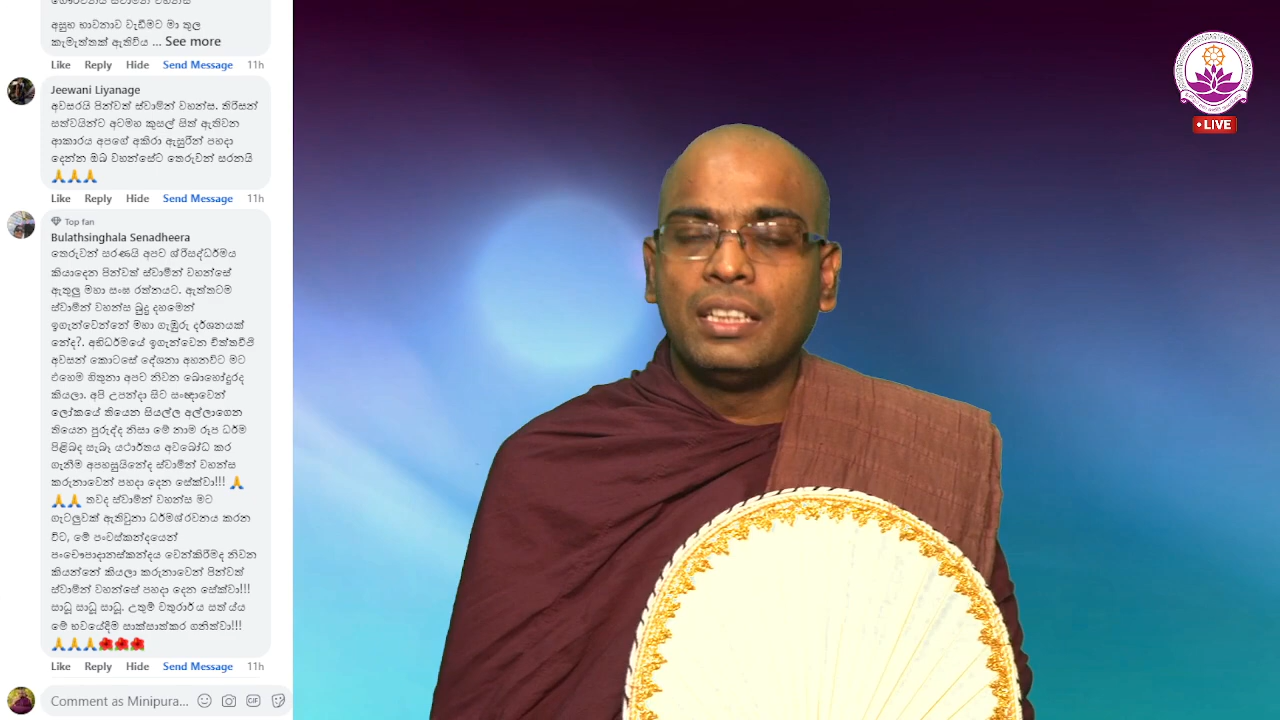 ගෞරවනීය ස්වාමින් වහන්ස
අසුභ භාවනාව වැඩීමට මා තුල
කැමැත්තක් ඇතිවිය ... See more
Like Reply Hide Send Message 11h
Jeewani Liyanage
අවසරයි පින්වත් ස්වාමින් වහන්ස. තිරිසන්
සත්වයින්ට අටමහ කුසල් සිත් ඇතිවන
ආකාරය අපගේ අකිරා ඇසුරින් පහදා
දෙන්න ඔබ වහන්සේට තෙරුවන් සරනයි
🙏🙏🙏
Like Reply Hide Send Message 11h
Top fan
Bulathsinghala Senadheera
තෙරුවන් සරණයි අපට ශ්‍රීසද්ධර්මය
කියාදෙන පින්වත් ස්වාමීන් වහන්සේ
ඇතුලු මහා සංඝ රත්නයට. ඇත්තටම
ස්වාමීන් වහන්ස බුදු දහමෙන්
ඉගැන්වෙන්නේ මහා ගැඹුරු දර්ශනයක්
නේද?. අභිධර්මයේ ඉගැන්වෙන චිත්තවීථි
අවසන් කොටසේ දේශනා අහනවිට මට
එහෙම හිතුනා අපට නිවන බොහෝදුරද
කියලා. අපි උපන්දා සිට සංඥාවෙන්
ලෝකයේ තියෙන සියල්ල අල්ලාගෙන
තියෙන පුරුද්ද නිසා මේ නාම රූප ධර්ම
පිළිබද සැබෑ යථාර්තය අවබෝධ කර
ගැනීම අපහසුයිනේද ස්වාමීන් වහන්ස
කරුනාවෙන් පහදා දෙන සේක්වා!!! 🙏
🙏🙏 තවද ස්වාමීන් වහන්ස මට
ගැටලුවක් ඇතිවුනා ධර්මශ්‍රවනය කරන
විට, මේ පංචස්කන්දයෙන්
පංචෞපාදානස්කන්දය වෙන්කිරීමද නිවන
කියන්නේ කියලා කරුනාවෙන් පින්වත්
ස්වාමීන් වහන්සේ පහදා දෙන සේක්වා!!!
සාධූ සාධූ සාධූ. උතුම් චතුරාර්ය සත්‍ය
මේ භවයේදීම සාක්සාත්කර ගනිත්වා!!!
🙏🙏🙏🌺🌺🌺
Like Reply Hide Send Message 11h
Comment as Minipura...
GIF
LIVE